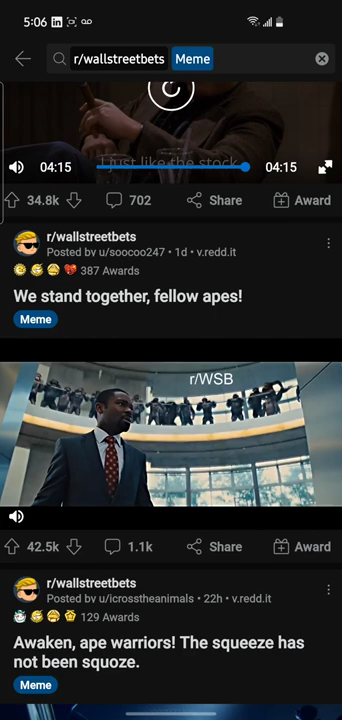 5:06
r/wallstreetbets Meme
I just like the stock
04:15 04:15
34.8k 702 Share Award
r/wallstreetbets
Posted by u/soocoo247 • 1d • v.redd.it
387 Awards
We stand together, fellow apes!
Meme
r/WSB
42.5k 1.1k Share Award
r/wallstreetbets
Posted by u/icrosstheanimals • 22h • v.redd.it
129 Awards
Awaken, ape warriors! The squeeze has
not been squoze.
Meme